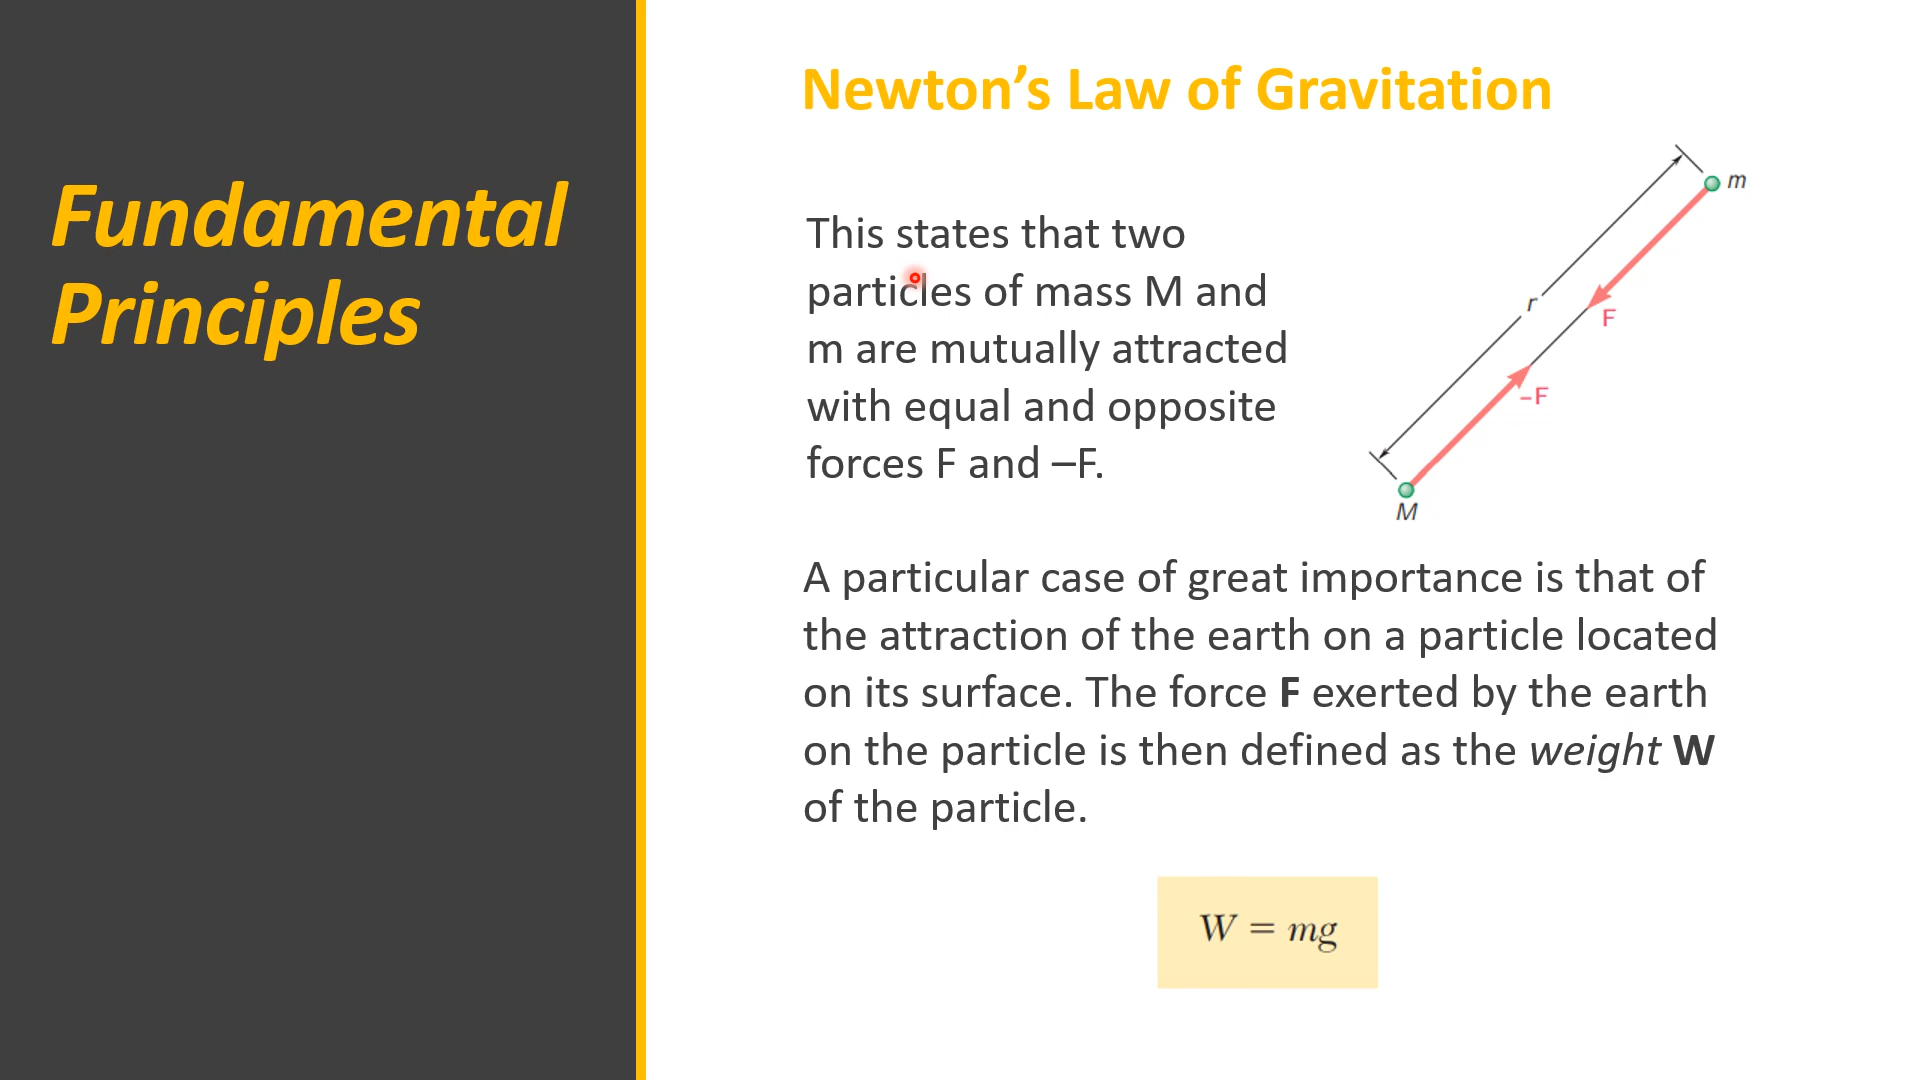 Fundamental
Principles
Newton’s Law of Gravitation
This states that two
particles of mass M and
m are mutually attracted
with equal and opposite
forces F and –F.
m
r
F
–F
M
A particular case of great importance is that of
the attraction of the earth on a particle located
on its surface. The force F exerted by the earth
on the particle is then defined as the weight W
of the particle.
W = mg